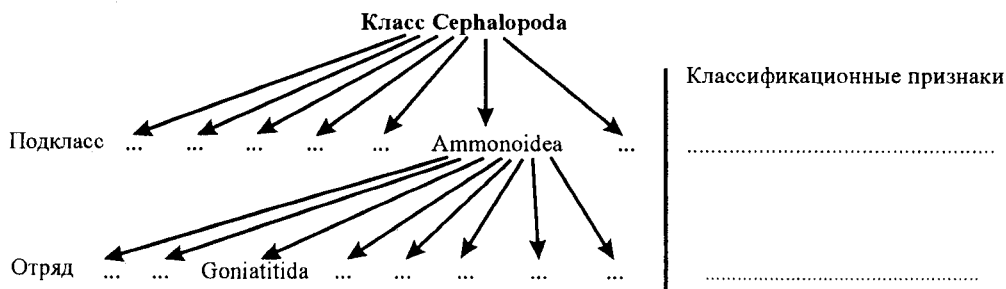 Класс Cephalopoda
Классификационные признаки
Подкласс ... ... ... ... ... Ammonoidea ... ....................................................
Отряд ... ... Goniatitida ... ... ... ... ... ..............................................